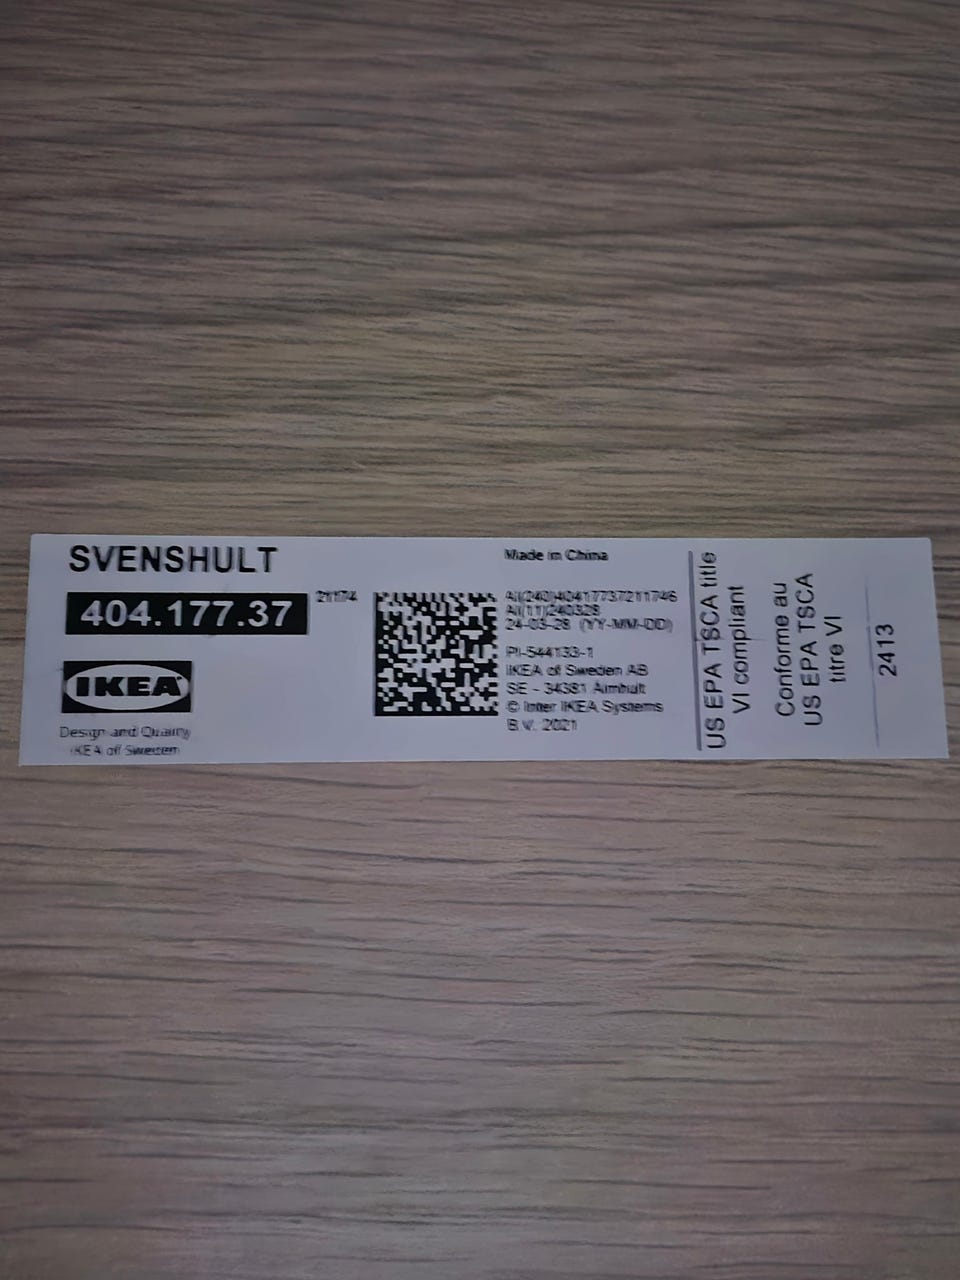 SVENSHULT
404.177.37
21174
IKEA
Design and Quality
IKEA of Sweden
Made in China
AI(240)40417737211746
AI(11)240328
24-03-28 (YY-MM-DD)
PI-544133-1
IKEA of Sweden AB
SE - 34381 Älmhult
© Inter IKEA Systems
B.V. 2021
US EPA TSCA title
VI compliant
Conforme au
US EPA TSCA
titre VI
2413